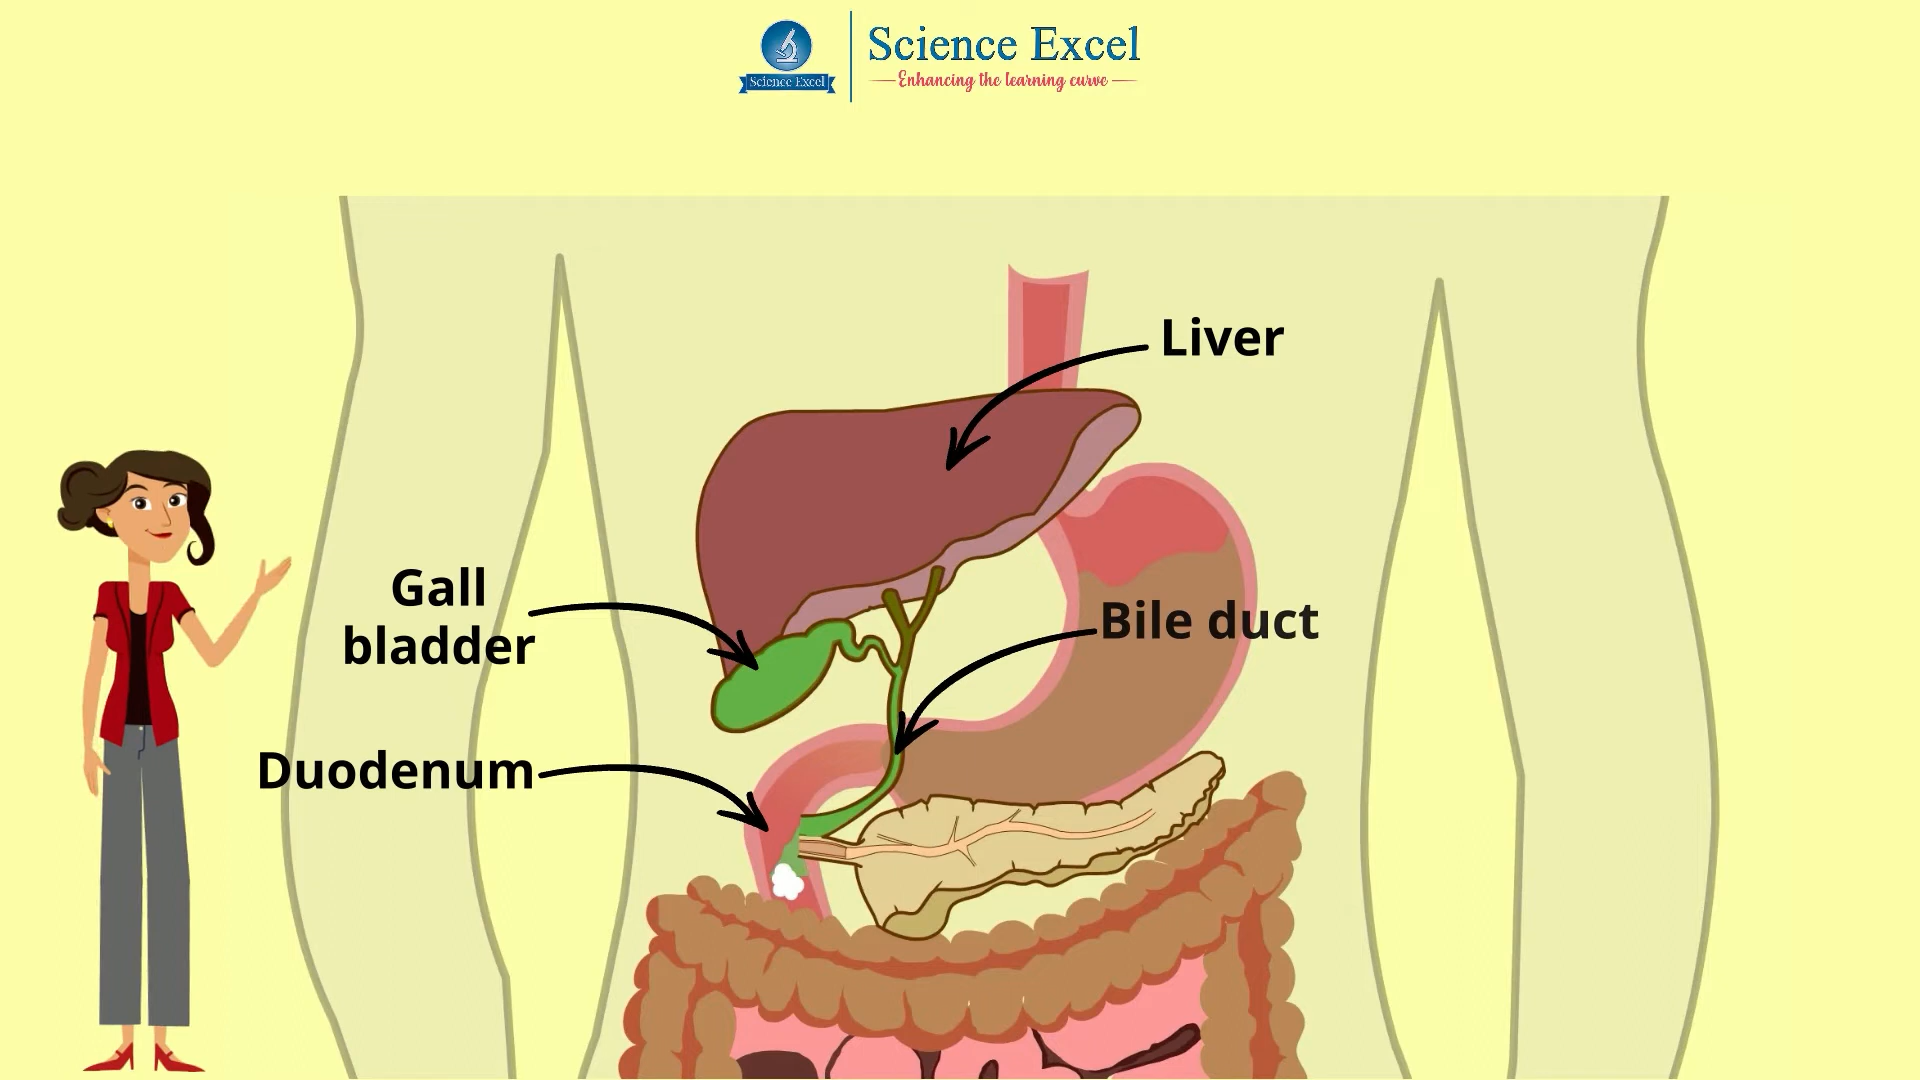 Science Excel
Science Excel
Enhancing the learning curve
Liver
Gall
bladder
Bile duct
Duodenum